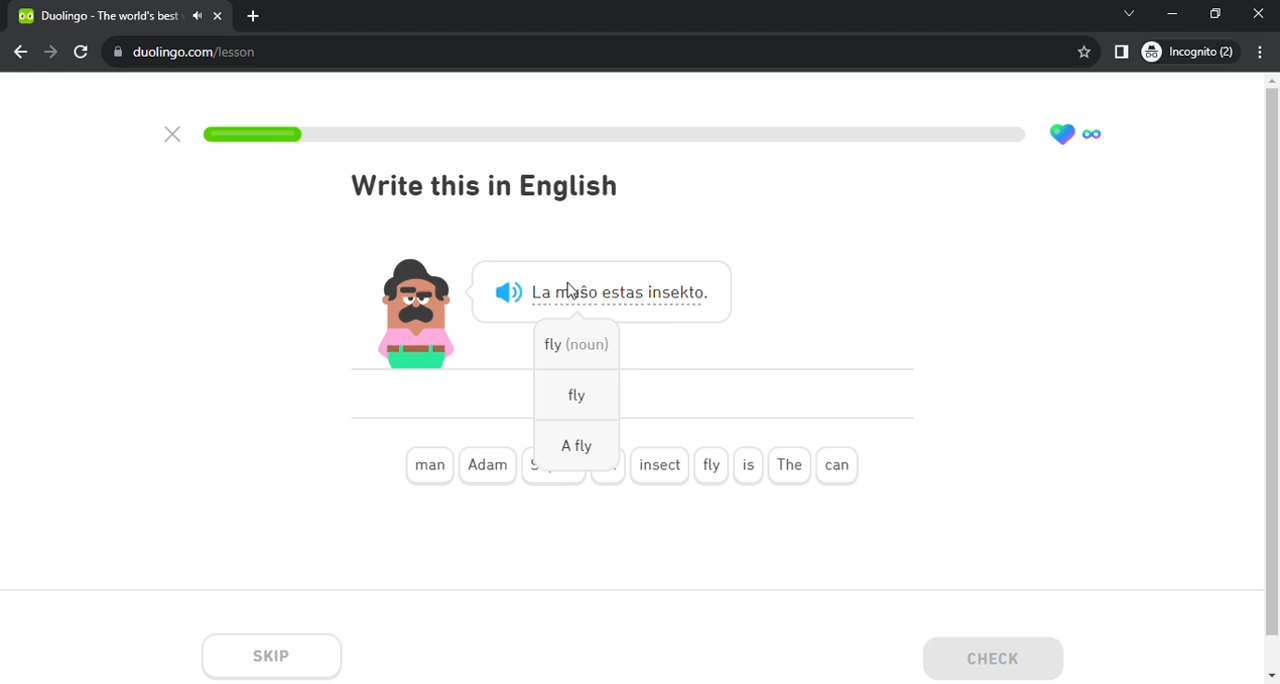 Duolingo - The world's best
duolingo.com/lesson
Incognito (2)
Write this in English
La muŝo estas insekto.
fly (noun)
fly
A fly
man Adam insect fly is The can
SKIP
CHECK